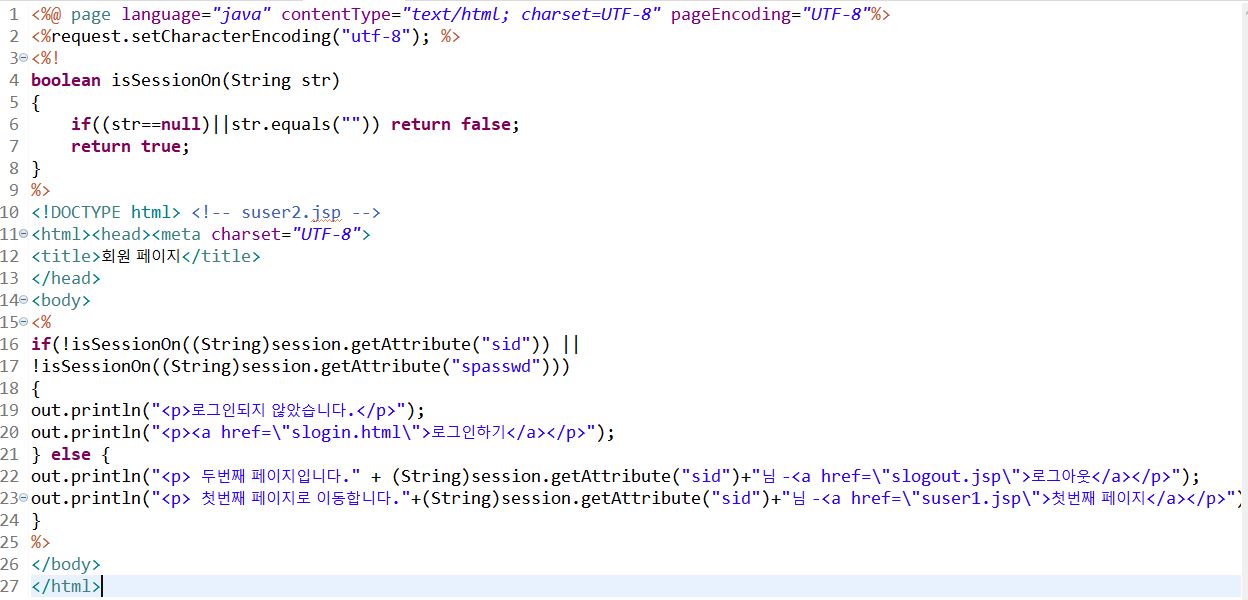 1 <%@ page language="java" contentType="text/html; charset=UTF-8" pageEncoding="UTF-8"%>
2 <%request.setCharacterEncoding("utf-8"); %>
3 <%!
4 boolean isSessionOn(String str)
5 {
6     if((str==null)||str.equals("")) return false;
7     return true;
8 }
9 %>
10 <!DOCTYPE html> <!-- suser2.jsp -->
11 <html><head><meta charset="UTF-8">
12 <title>회원 페이지</title>
13 </head>
14 <body>
15 <%
16 if(!isSessionOn((String)session.getAttribute("sid")) ||
17 !isSessionOn((String)session.getAttribute("spasswd")))
18 {
19 out.println("<p>로그인되지 않았습니다.</p>");
20 out.println("<p><a href=\"slogin.html\">로그인하기</a></p>");
21 } else {
22 out.println("<p> 두번째 페이지입니다." + (String)session.getAttribute("sid")+"님 -<a href=\"slogout.jsp\">로그아웃</a></p>");
23 out.println("<p> 첫번째 페이지로 이동합니다."+(String)session.getAttribute("sid")+"님 -<a href=\"suser1.jsp\">첫번째 페이지</a></p>")
24 }
25 %>
26 </body>
27 </html>